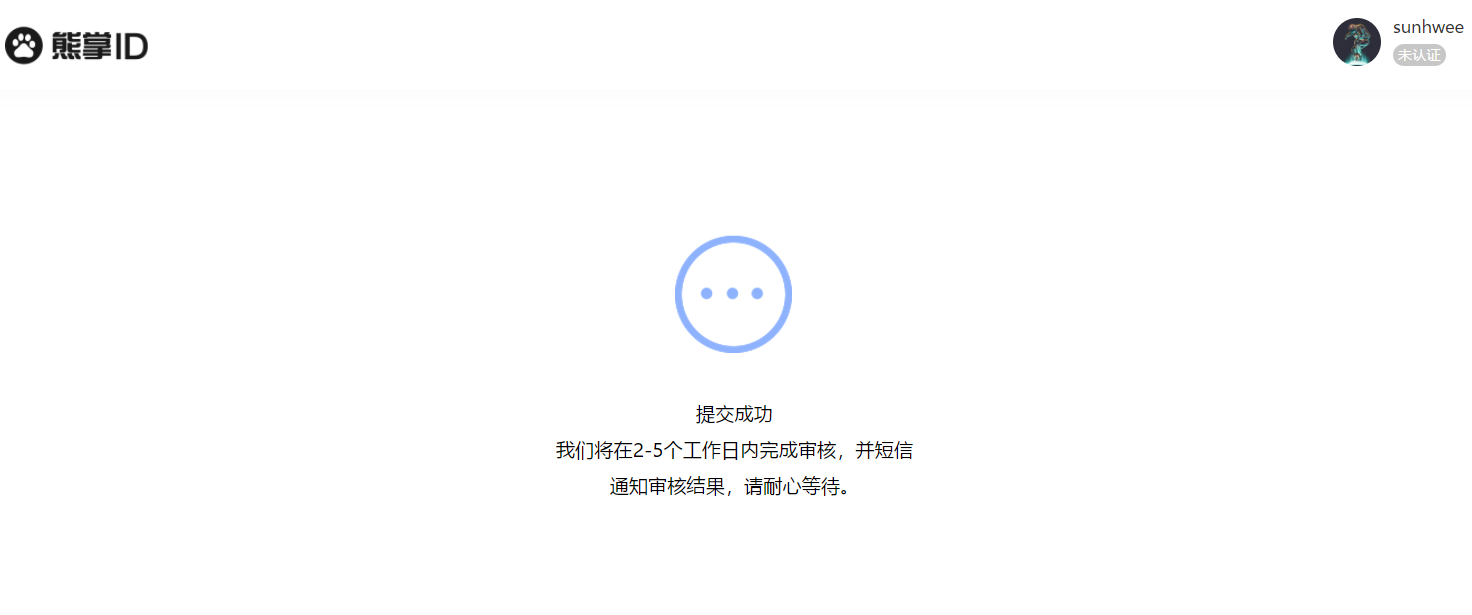 熊掌ID
sunhwee
未认证
提交成功
我们将在2-5个工作日内完成审核，并短信
通知审核结果，请耐心等待。